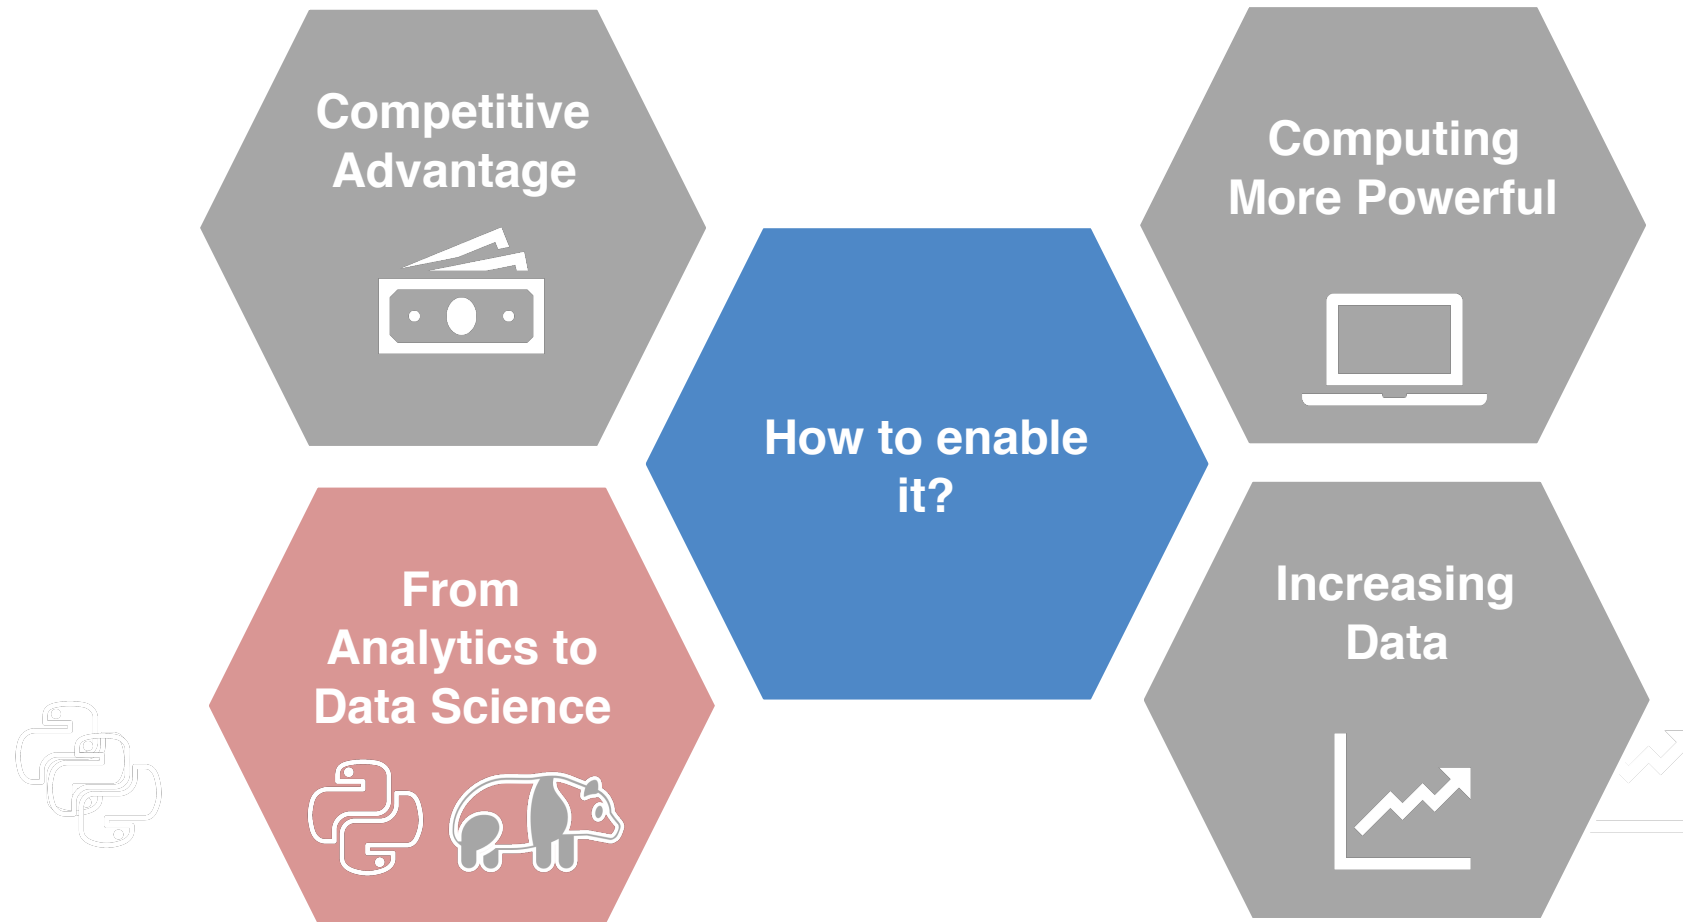 Competitive
Advantage
Computing
More Powerful
How to enable
it?
From
Analytics to
Data Science
Increasing
Data